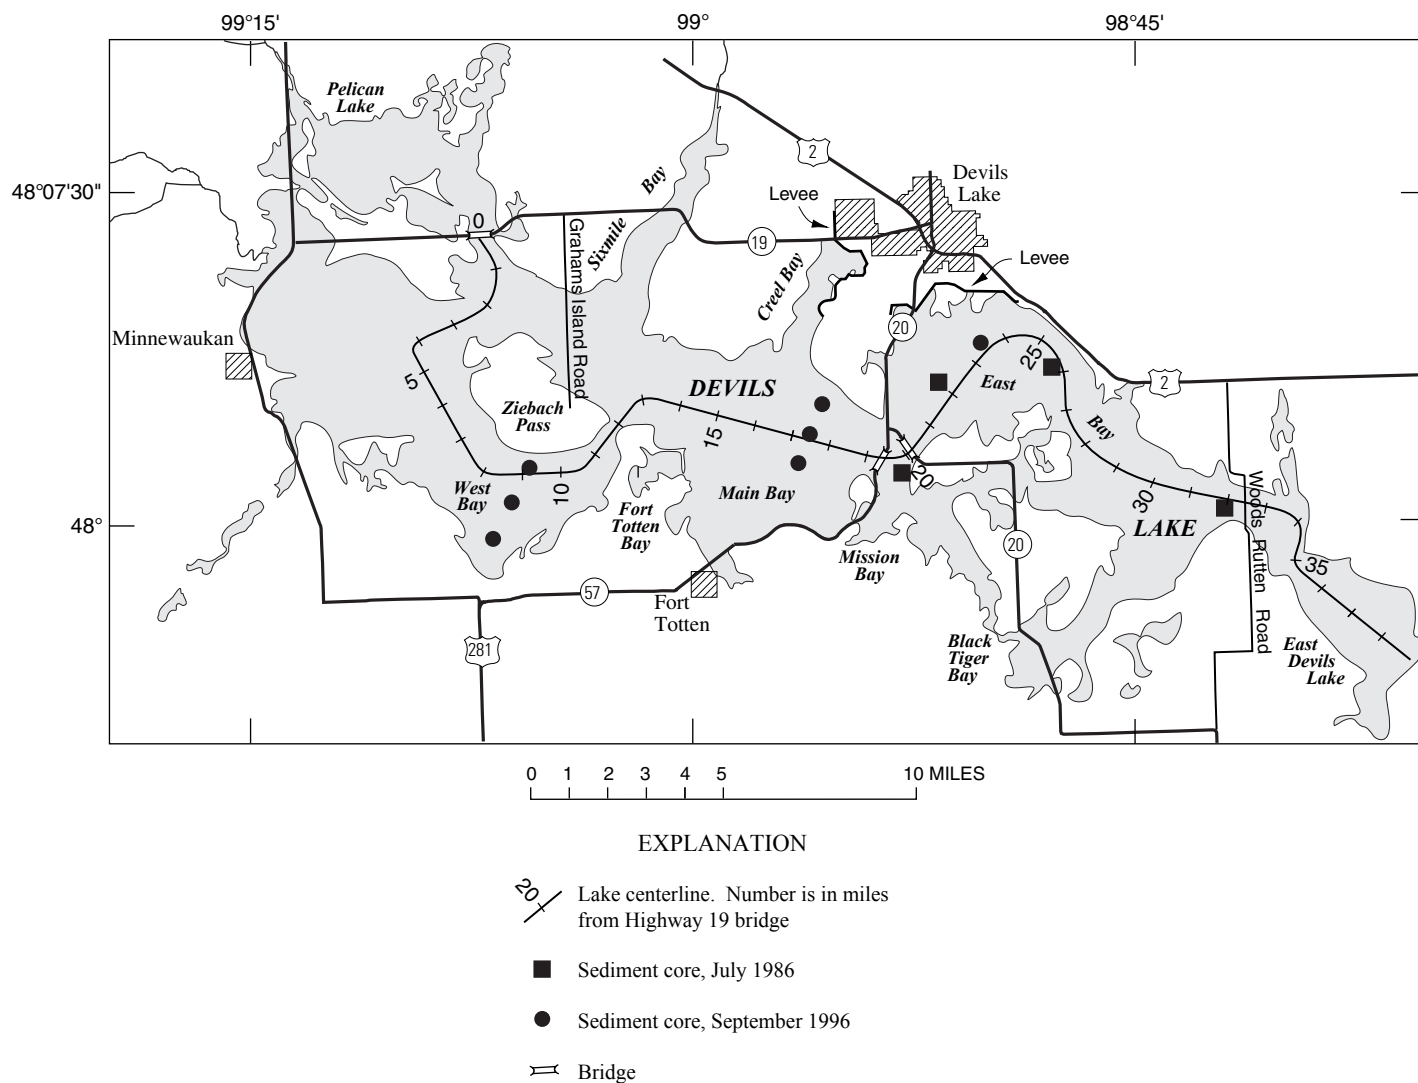 99°15'
99°
98°45'
Pelican
Lake
2
48°07'30"
Bay
Devils
Lake
Levee
0
Sixmile
19
Grahams Island Road
Creel Bay
Levee
20
Minnewaukan
5
25
DEVILS
East
2
Ziebach
Pass
15
Bay
West
Bay
10
Main Bay
20
30
Woods Rutten Road
Fort
Totten
Bay
LAKE
48°
Mission
Bay
20
35
57
Fort
Totten
281
Black
Tiger
Bay
East
Devils
Lake
0 1 2 3 4 5 10 MILES
EXPLANATION
20
Lake centerline. Number is in miles
from Highway 19 bridge
Sediment core, July 1986
Sediment core, September 1996
Bridge